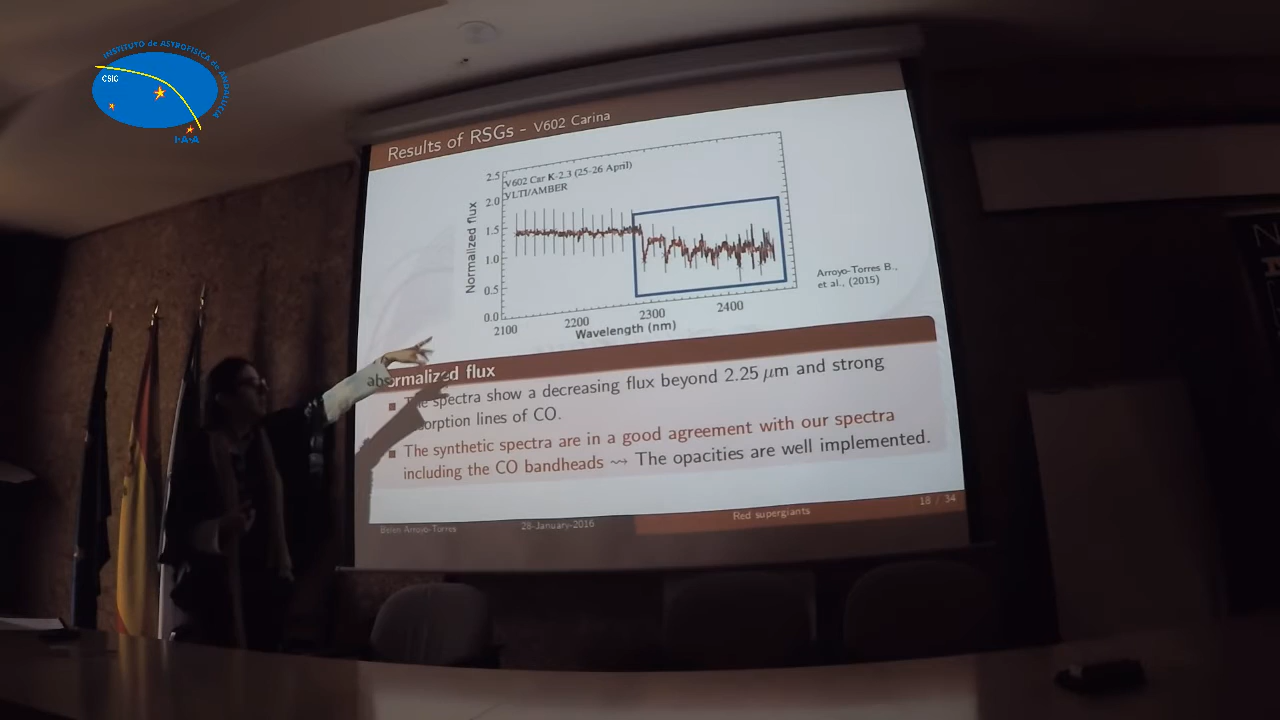 INSTITUTO de ASTROFISICA de ANDALUCIA
CSIC
I·A·A
Results of RSGs - V602 Carina
2.5
2.0
1.5
1.0
0.5
0.0
Normalized flux
V602 Car K-2.3 (25-26 April)
VLTI/AMBER
2100
2200
2300
2400
Wavelength (nm)
Arroyo-Torres B.,
et al., (2015)
normalized flux
spectra show a decreasing flux beyond 2.25 μm and strong
absorption lines of CO.
The synthetic spectra are in a good agreement with our spectra
including the CO bandheads ⇝ The opacities are well implemented.
Belen Arroyo-Torres
28-January-2016
Red supergiants
18 / 34